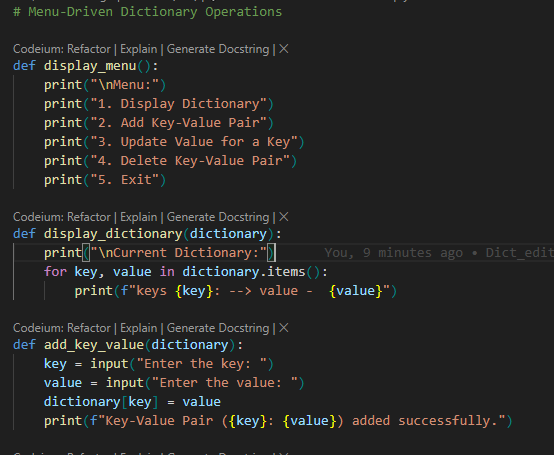 # Menu-Driven Dictionary Operations
Codeium: Refactor | Explain | Generate Docstring | ×
def display_menu():
    print("\nMenu:")
    print("1. Display Dictionary")
    print("2. Add Key-Value Pair")
    print("3. Update Value for a Key")
    print("4. Delete Key-Value Pair")
    print("5. Exit")
Codeium: Refactor | Explain | Generate Docstring | ×
def display_dictionary(dictionary):
    print("\nCurrent Dictionary:") You, 9 minutes ago • Dict_edit
    for key, value in dictionary.items():
        print(f"keys {key}: --> value -  {value}")
Codeium: Refactor | Explain | Generate Docstring | ×
def add_key_value(dictionary):
    key = input("Enter the key: ")
    value = input("Enter the value: ")
    dictionary[key] = value
    print(f"Key-Value Pair ({key}: {value}) added successfully.")